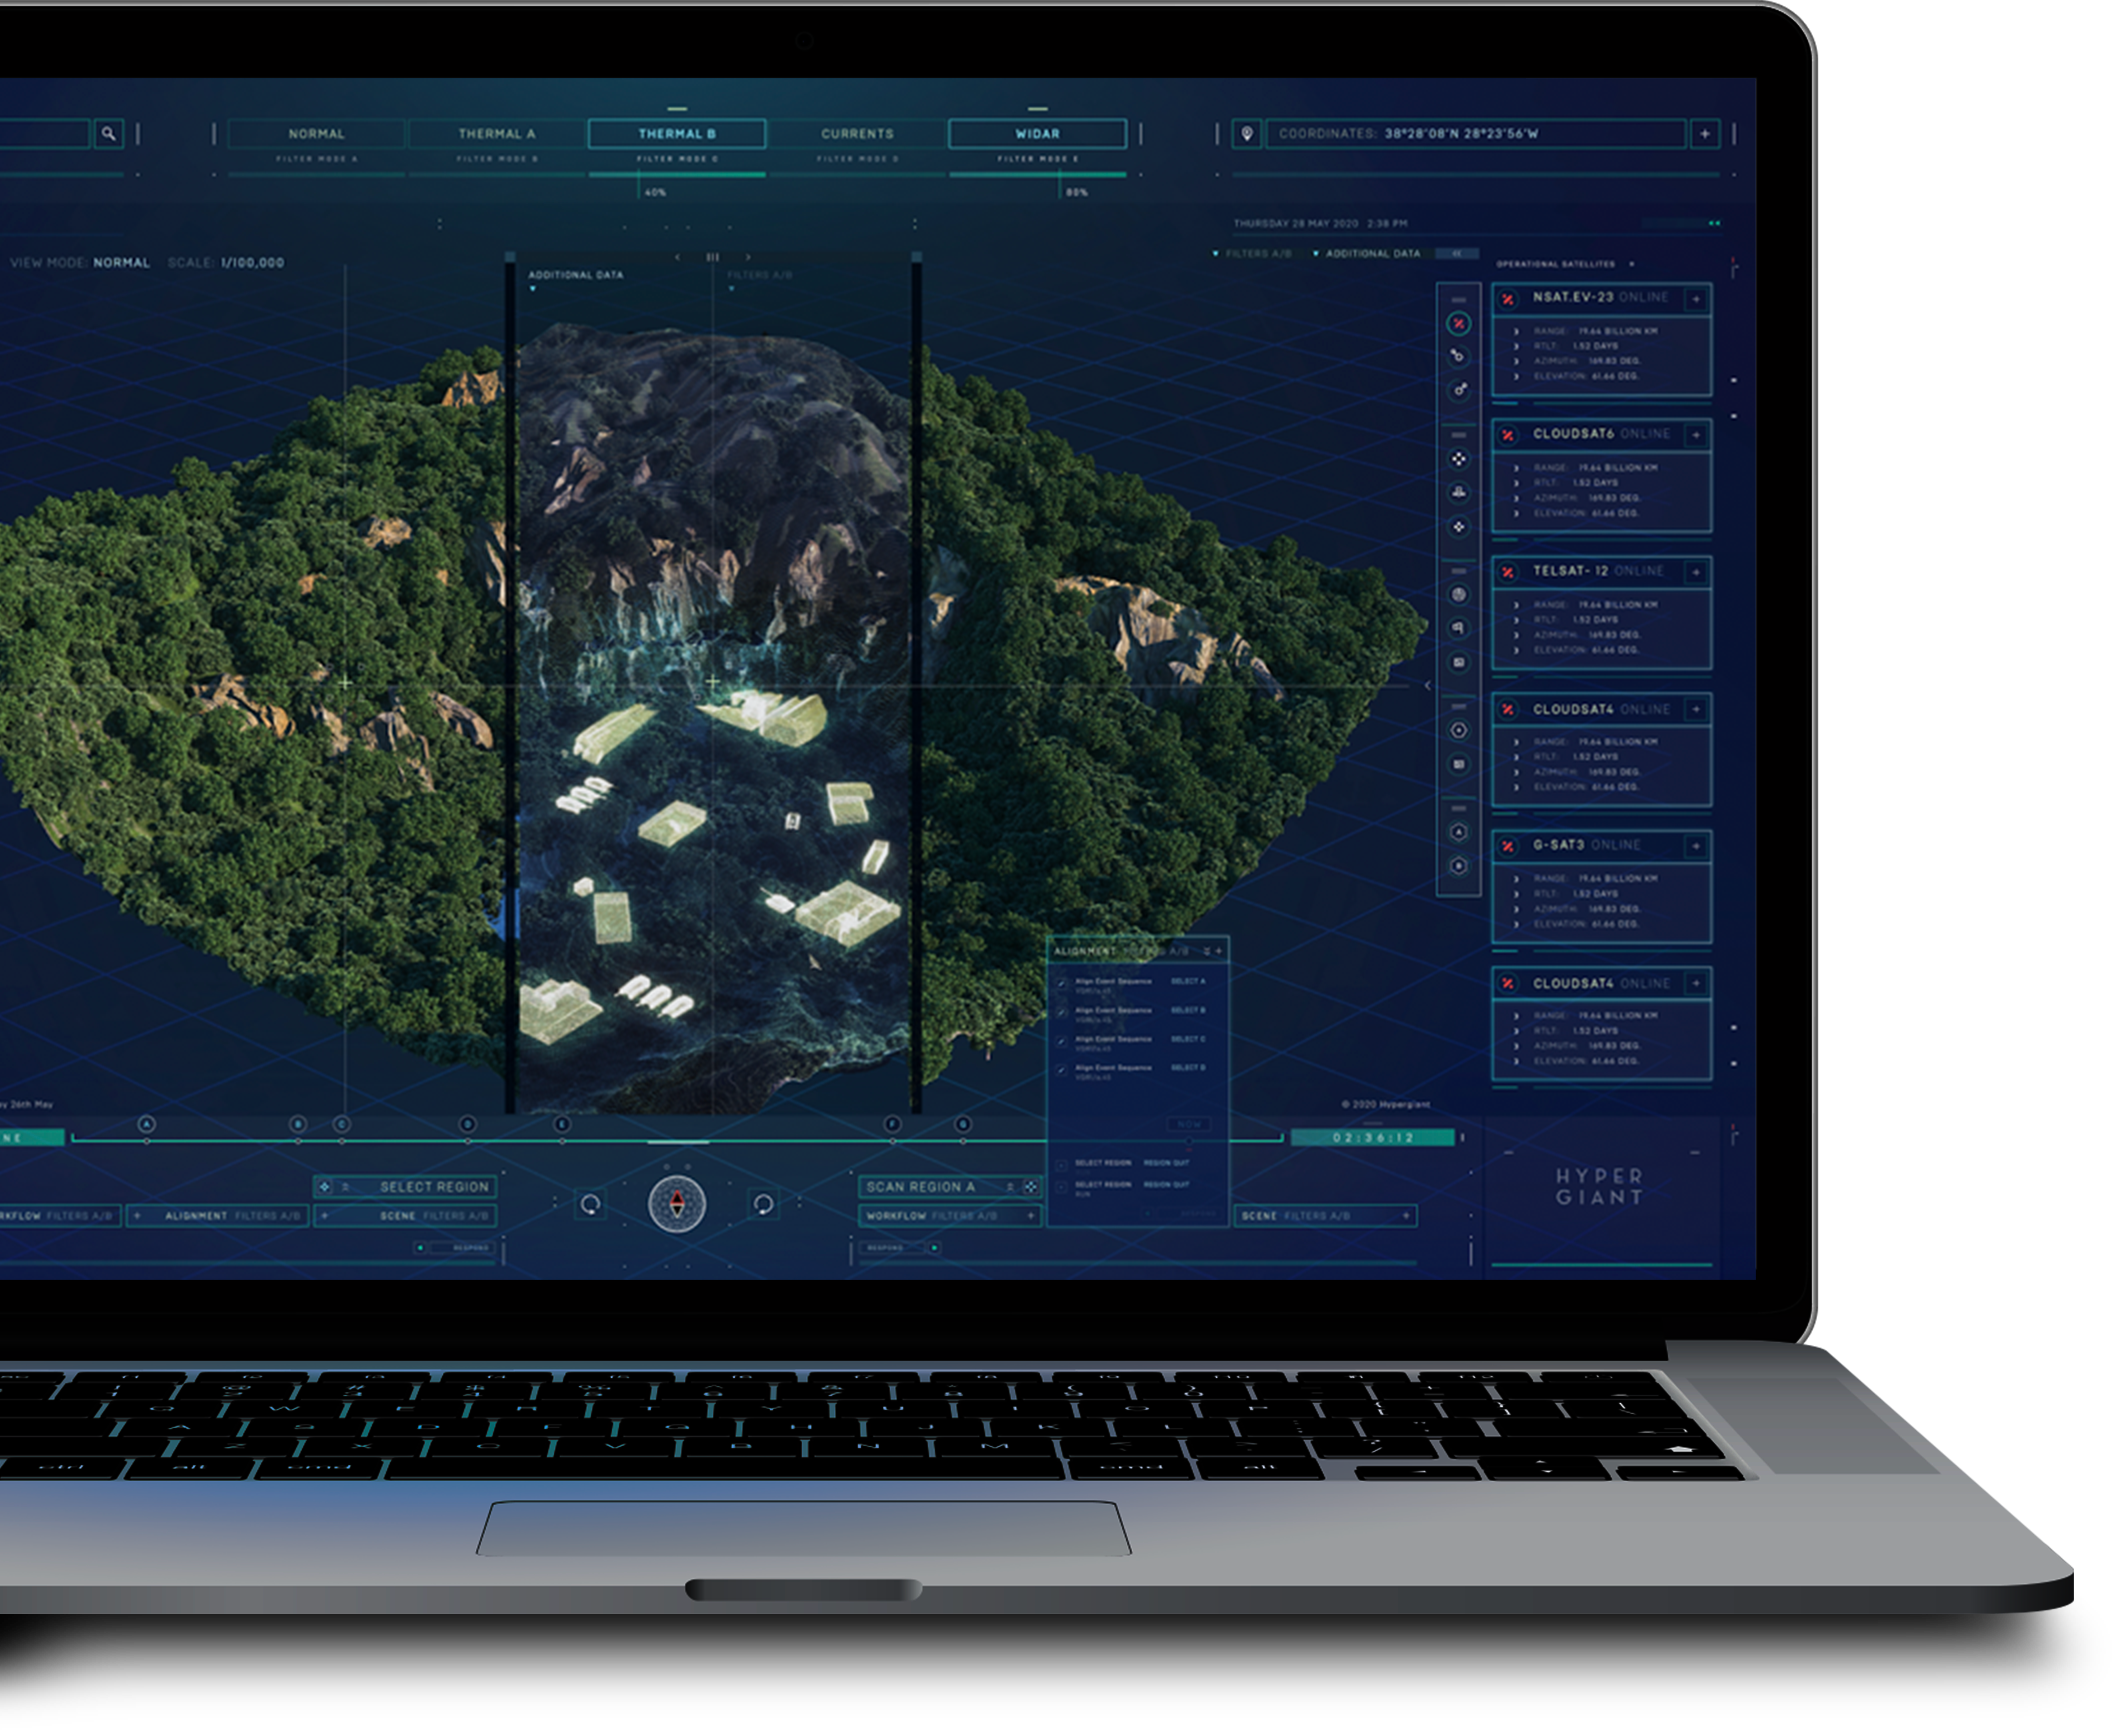 NORMAL
THERMAL A
THERMAL B
CURRENTS
WIDAR
COORDINATES: 38°28'08'N 28°23'56'W
+
FILTER MODE A
FILTER MODE B
FILTER MODE C
FILTER MODE D
FILTER MODE E
40%
80%
THURSDAY 28 MAY 2020 2:38 PM
VIEW MODE: NORMAL SCALE: 1/100,000
FILTERS A/B
ADDITIONAL DATA
OPERATIONAL SATELLITES
ADDITIONAL DATA
FILTERS A/B
NSAT.EV-23 ONLINE +
RANGE: 19.64 BILLION KM
RTLT: 1.52 DAYS
AZIMUTH: 169.83 DEG.
ELEVATION: 61.66 DEG.
CLOUDSAT6 ONLINE +
RANGE: 19.64 BILLION KM
RTLT: 1.52 DAYS
AZIMUTH: 169.83 DEG.
ELEVATION: 61.66 DEG.
TELSAT- 12 ONLINE +
RANGE: 19.64 BILLION KM
RTLT: 1.52 DAYS
AZIMUTH: 169.83 DEG.
ELEVATION: 61.66 DEG.
CLOUDSAT4 ONLINE +
RANGE: 19.64 BILLION KM
RTLT: 1.52 DAYS
AZIMUTH: 169.83 DEG.
ELEVATION: 61.66 DEG.
G-SAT3 ONLINE +
RANGE: 19.64 BILLION KM
RTLT: 1.52 DAYS
AZIMUTH: 169.83 DEG.
ELEVATION: 61.66 DEG.
CLOUDSAT4 ONLINE +
RANGE: 19.64 BILLION KM
RTLT: 1.52 DAYS
AZIMUTH: 169.83 DEG.
ELEVATION: 61.66 DEG.
ALIGNMENT A/B +
Align Event Sequence SELECT A
Align Event Sequence SELECT B
Align Event Sequence SELECT C
Align Event Sequence SELECT D
NOW
SELECT REGION REGION QUIT
SELECT REGION REGION QUIT
RUN
26th May
© 2020 Hypergiant
A B C D E F G
NE
02:36:12
HYPER
GIANT
SELECT REGION
SCAN REGION A
RKFLOW FILTERS A/B
+ ALIGNMENT FILTERS A/B
+ SCENE FILTERS A/B
WORKFLOW FILTERS A/B +
SCENE FILTERS A/B +
RESPOND
RESPOND
Q W E R T Y U I O P
A S D F G H J K L
Z X C V B N M
ctrl alt cmd cmd alt